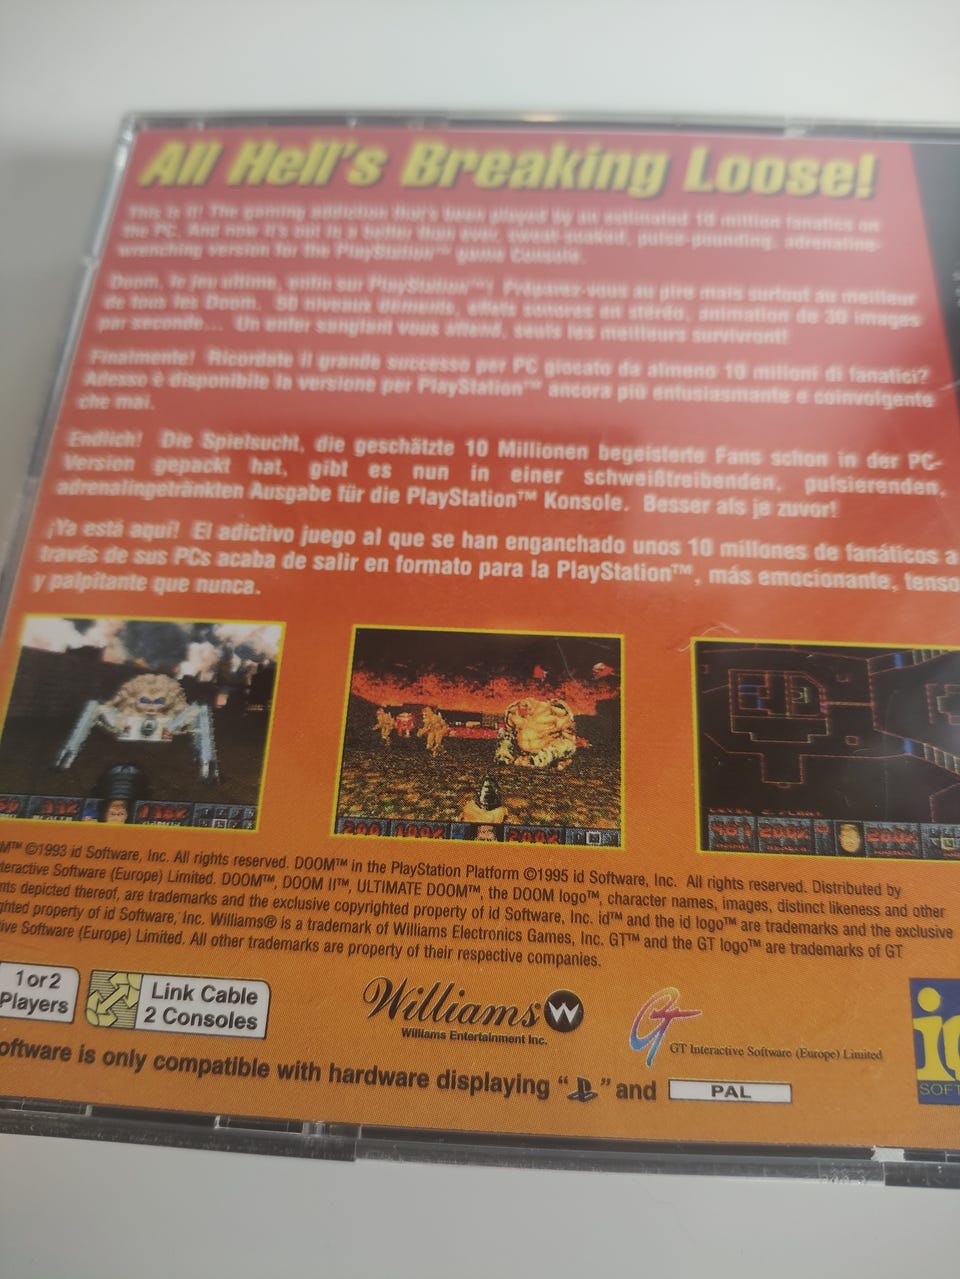 All Hell's Breaking Loose!
This is it! The gaming addiction that's been played by an estimated 10 million fanatics on
the PC. And now it's out in a better than ever, sweat-soaked, pulse-pounding, adrenaline-
wrenching version for the PlayStation™ game Console.
Doom, le jeu ultime, enfin sur PlayStation™! Préparez-vous au pire mais surtout au meilleur
de tous les Doom. 50 niveaux déments, effets sonores en stéréo, animation de 30 images
par seconde... Un enfer sanglant vous attend, seuls les meilleurs survivront!
Finalmente! Ricordate il grande successo per PC giocato da almeno 10 milioni di fanatici?
Adesso è disponibile la versione per PlayStation™ ancora più entusiasmante e coinvolgente
che mai.
Endlich! Die Spielsucht, die geschätzte 10 Millionen begeisterte Fans schon in der PC-
Version gepackt hat, gibt es nun in einer schweißtreibenden, pulsierenden,
adrenalingetränkten Ausgabe für die PlayStation™ Konsole. Besser als je zuvor!
¡Ya está aquí! El adictivo juego al que se han enganchado unos 10 millones de fanáticos a
través de sus PCs acaba de salir en formato para la PlayStation™, más emocionante, tenso
y palpitante que nunca.
M™ ©1993 id Software, Inc. All rights reserved. DOOM™ in the PlayStation Platform ©1995 id Software, Inc. All rights reserved. Distributed by
teractive Software (Europe) Limited. DOOM™, DOOM II™, ULTIMATE DOOM™, the DOOM logo™, character names, images, distinct likeness and other
nts depicted thereof, are trademarks and the exclusive copyrighted property of id Software, Inc. id™ and the id logo™ are trademarks and the exclusive
ghted property of id Software, Inc. Williams® is a trademark of Williams Electronics Games, Inc. GT™ and the GT logo™ are trademarks of GT
tive Software (Europe) Limited. All other trademarks are property of their respective companies.
1 or 2
Players
Link Cable
2 Consoles
Williams
Williams Entertainment Inc.
GT
GT Interactive Software (Europe) Limited
id
SOFT
oftware is only compatible with hardware displaying " " and PAL